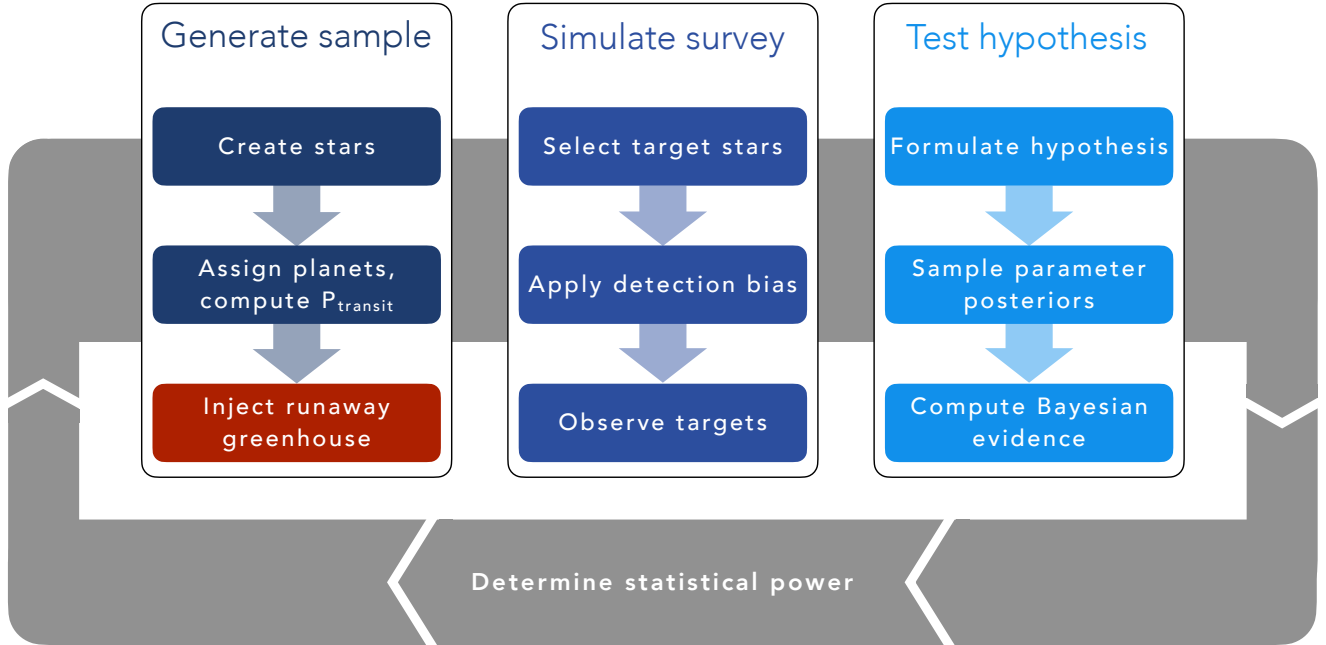 Generate sample
Create stars
Assign planets,
compute P_transit
Inject runaway
greenhouse
Simulate survey
Select target stars
Apply detection bias
Observe targets
Test hypothesis
Formulate hypothesis
Sample parameter
posteriors
Compute Bayesian
evidence
Determine statistical power